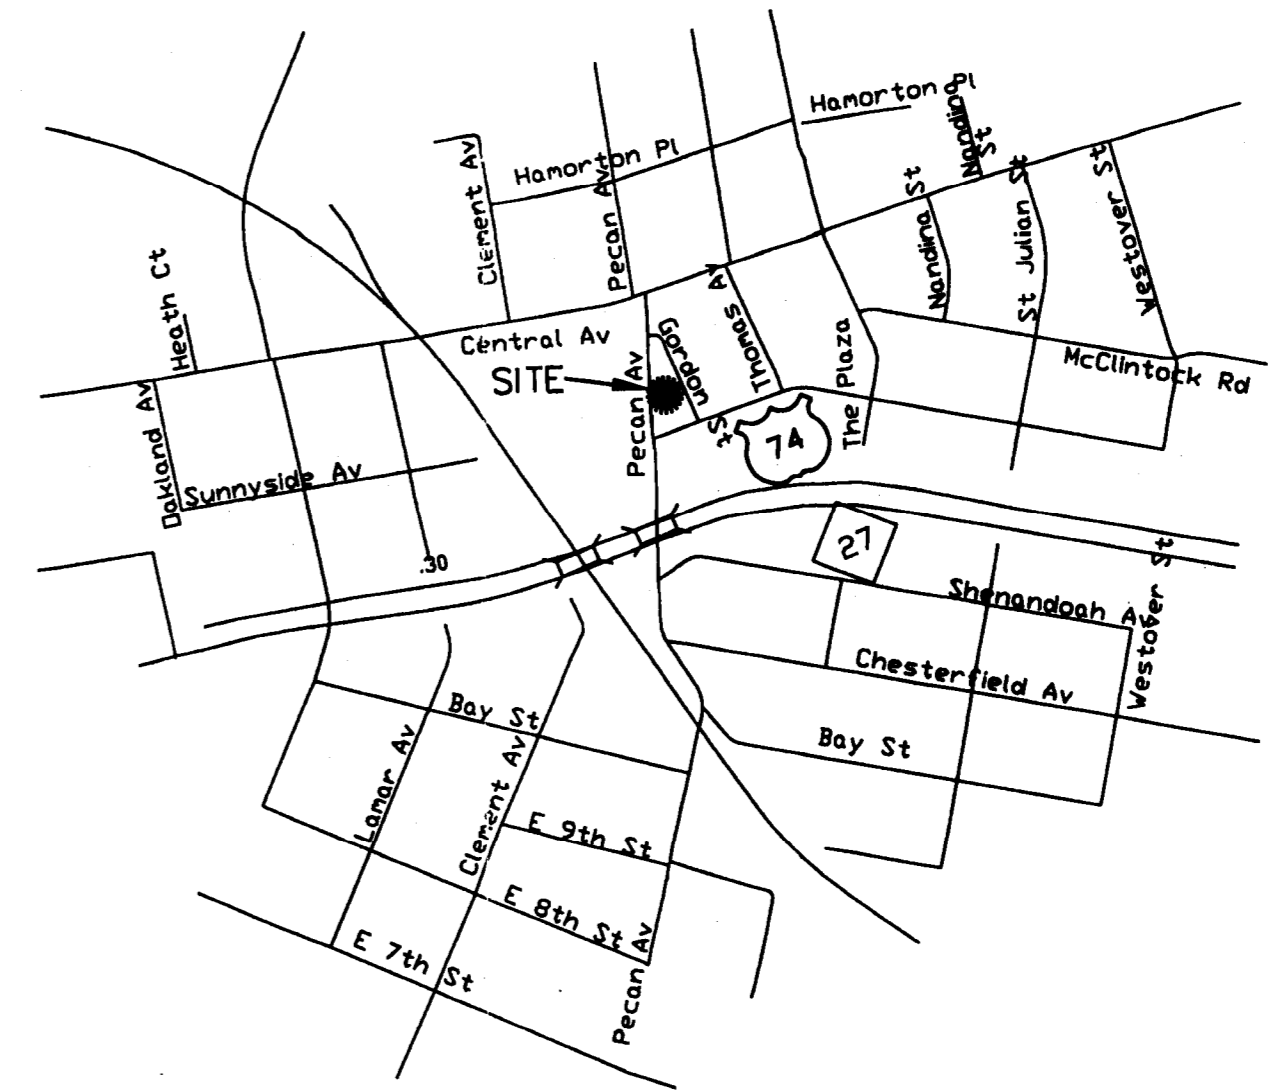 Hamorton Pl
Nandina St
Hamorton Pl
Clement Av
Pecan Av
Nandina St
St Julian St
Westover St
Heath Ct
Thomas Av
Central Av
Gordon St
The Plaza
McClintock Rd
SITE
Pecan Av
Oakland Av
Sunnyside Av
74
27
.30
Westover St
Shenandoah Av
Chesterfield Av
Bay St
Bay St
Lamar Av
Clement Av
E 9th St
E 8th St
Pecan Av
E 7th St